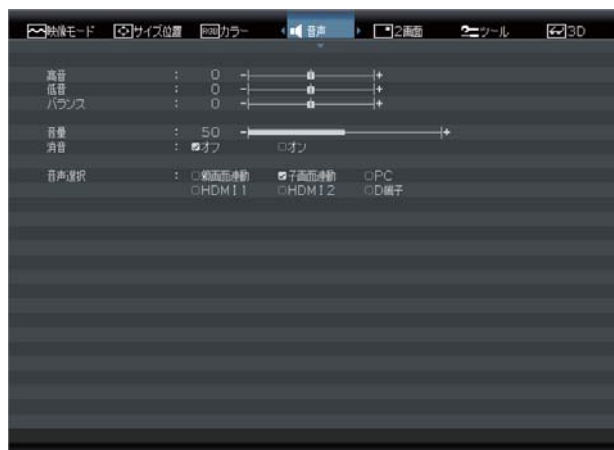 映像モード サイズ位置 RGB カラー 音声 2画面 ツール 3D
高音 : 0 - +
低音 : 0 - +
バランス : 0 - +
音量 : 50 - +
消音 : オフ オン
音声選択 : 親画面連動 子画面連動 PC
HDMI1 HDMI2 D端子